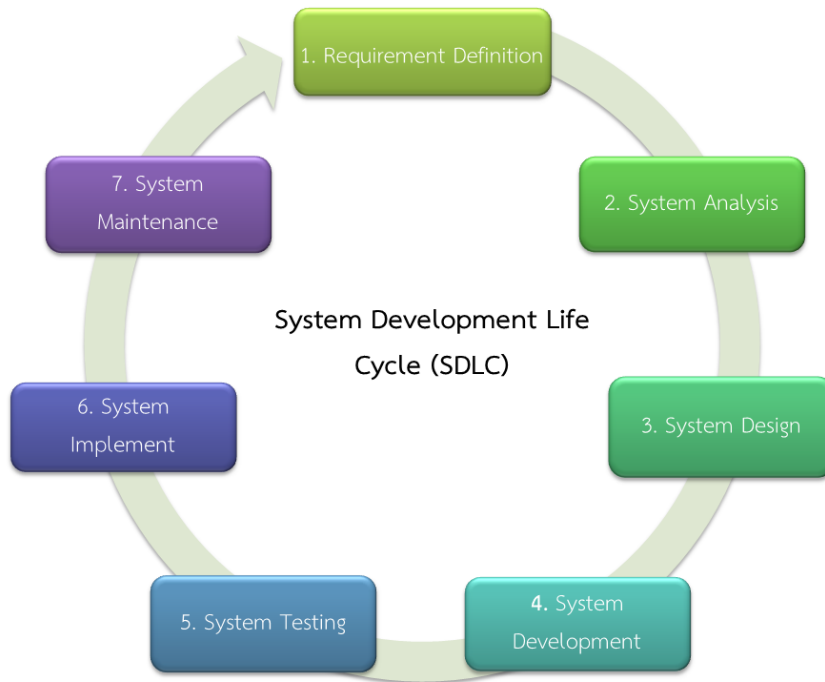 1. Requirement Definition
2. System Analysis
3. System Design
4. System
Development
5. System Testing
6. System
Implement
7. System
Maintenance
System Development Life
Cycle (SDLC)